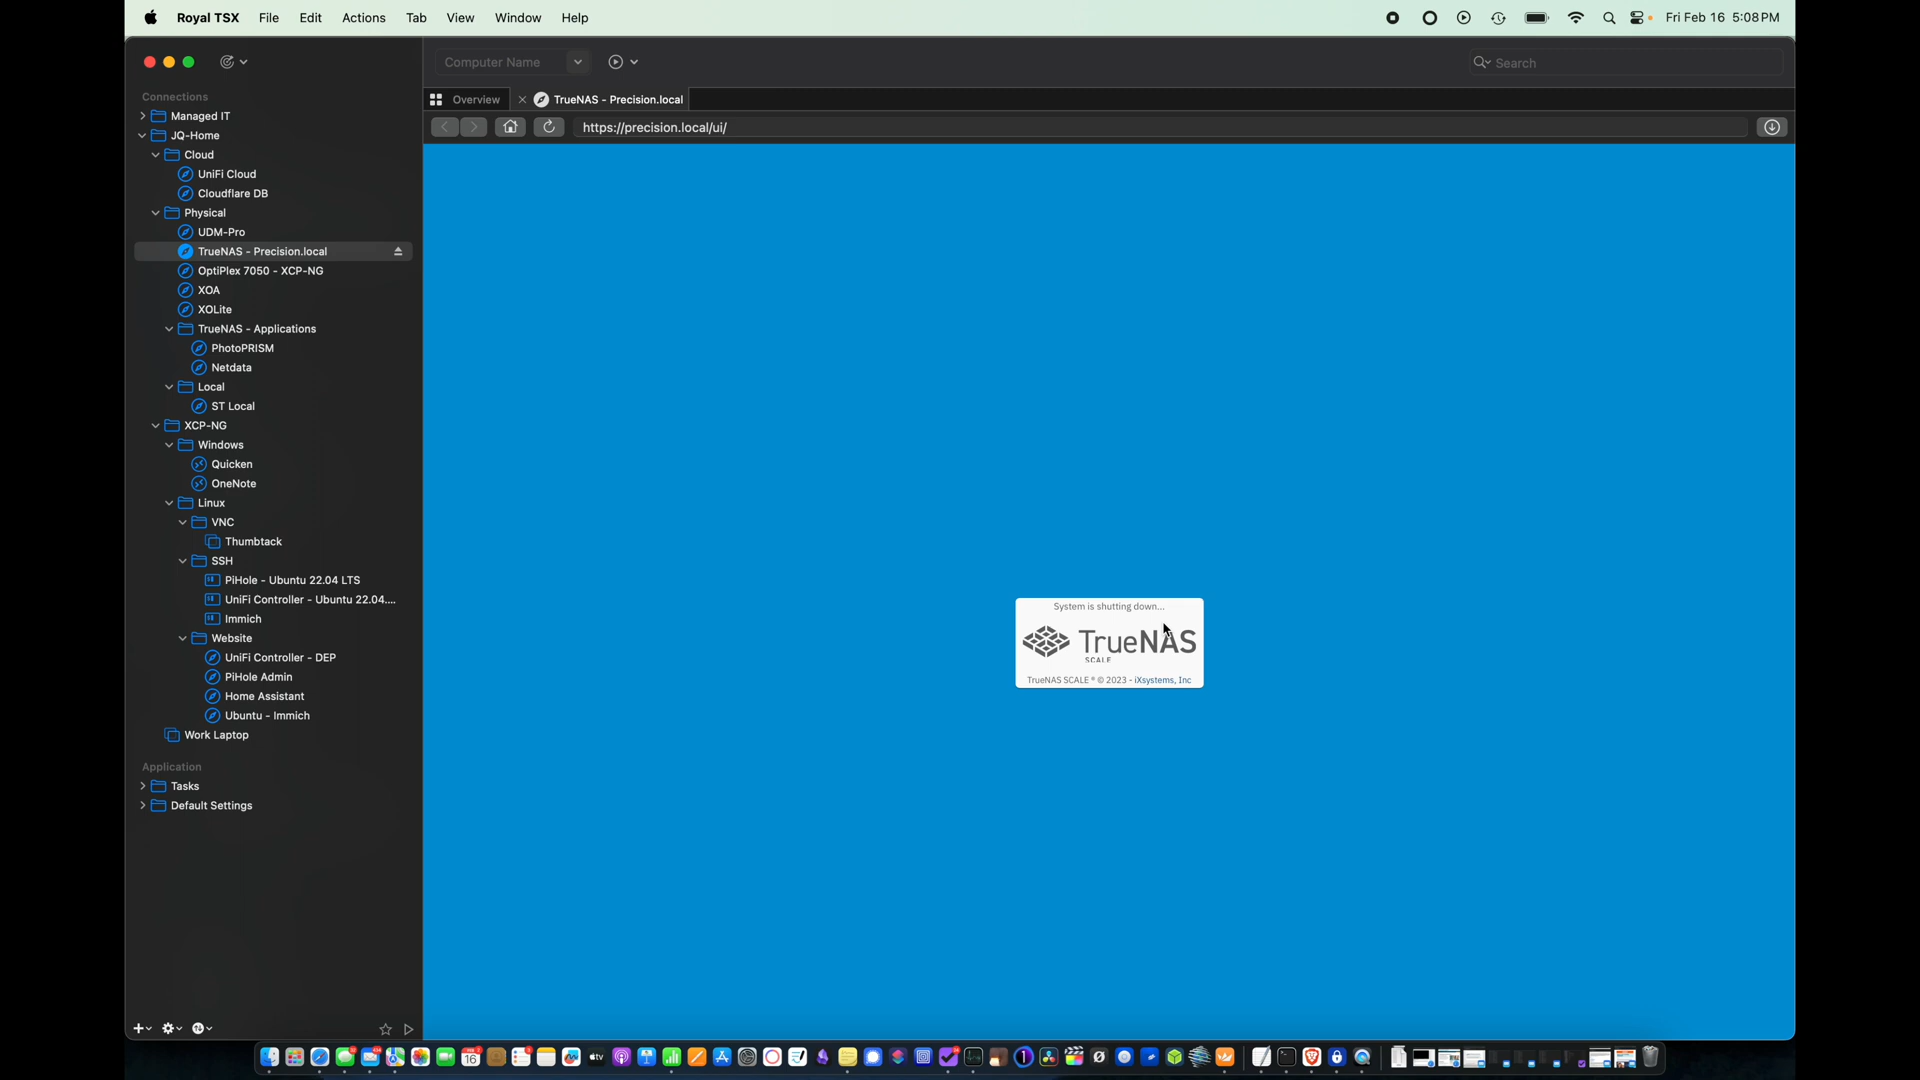 Royal TSX File Edit Actions Tab View Window Help Fri Feb 16 5:08 PM
Computer Name
Search
Connections
Managed IT
JQ-Home
Cloud
UniFi Cloud
Cloudflare DB
Physical
UDM-Pro
TrueNAS - Precision.local
OptiPlex 7050 - XCP-NG
XOA
XOLite
TrueNAS - Applications
PhotoPRISM
Netdata
Local
ST Local
XCP-NG
Windows
Quicken
OneNote
Linux
VNC
Thumbtack
SSH
PiHole - Ubuntu 22.04 LTS
UniFi Controller - Ubuntu 22.04....
Immich
Website
UniFi Controller - DEP
PiHole Admin
Home Assistant
Ubuntu - Immich
Work Laptop
Application
Tasks
Default Settings
Overview TrueNAS - Precision.local
https://precision.local/ui/
System is shutting down...
TrueNAS
SCALE
TrueNAS SCALE ® © 2023 - iXsystems, Inc